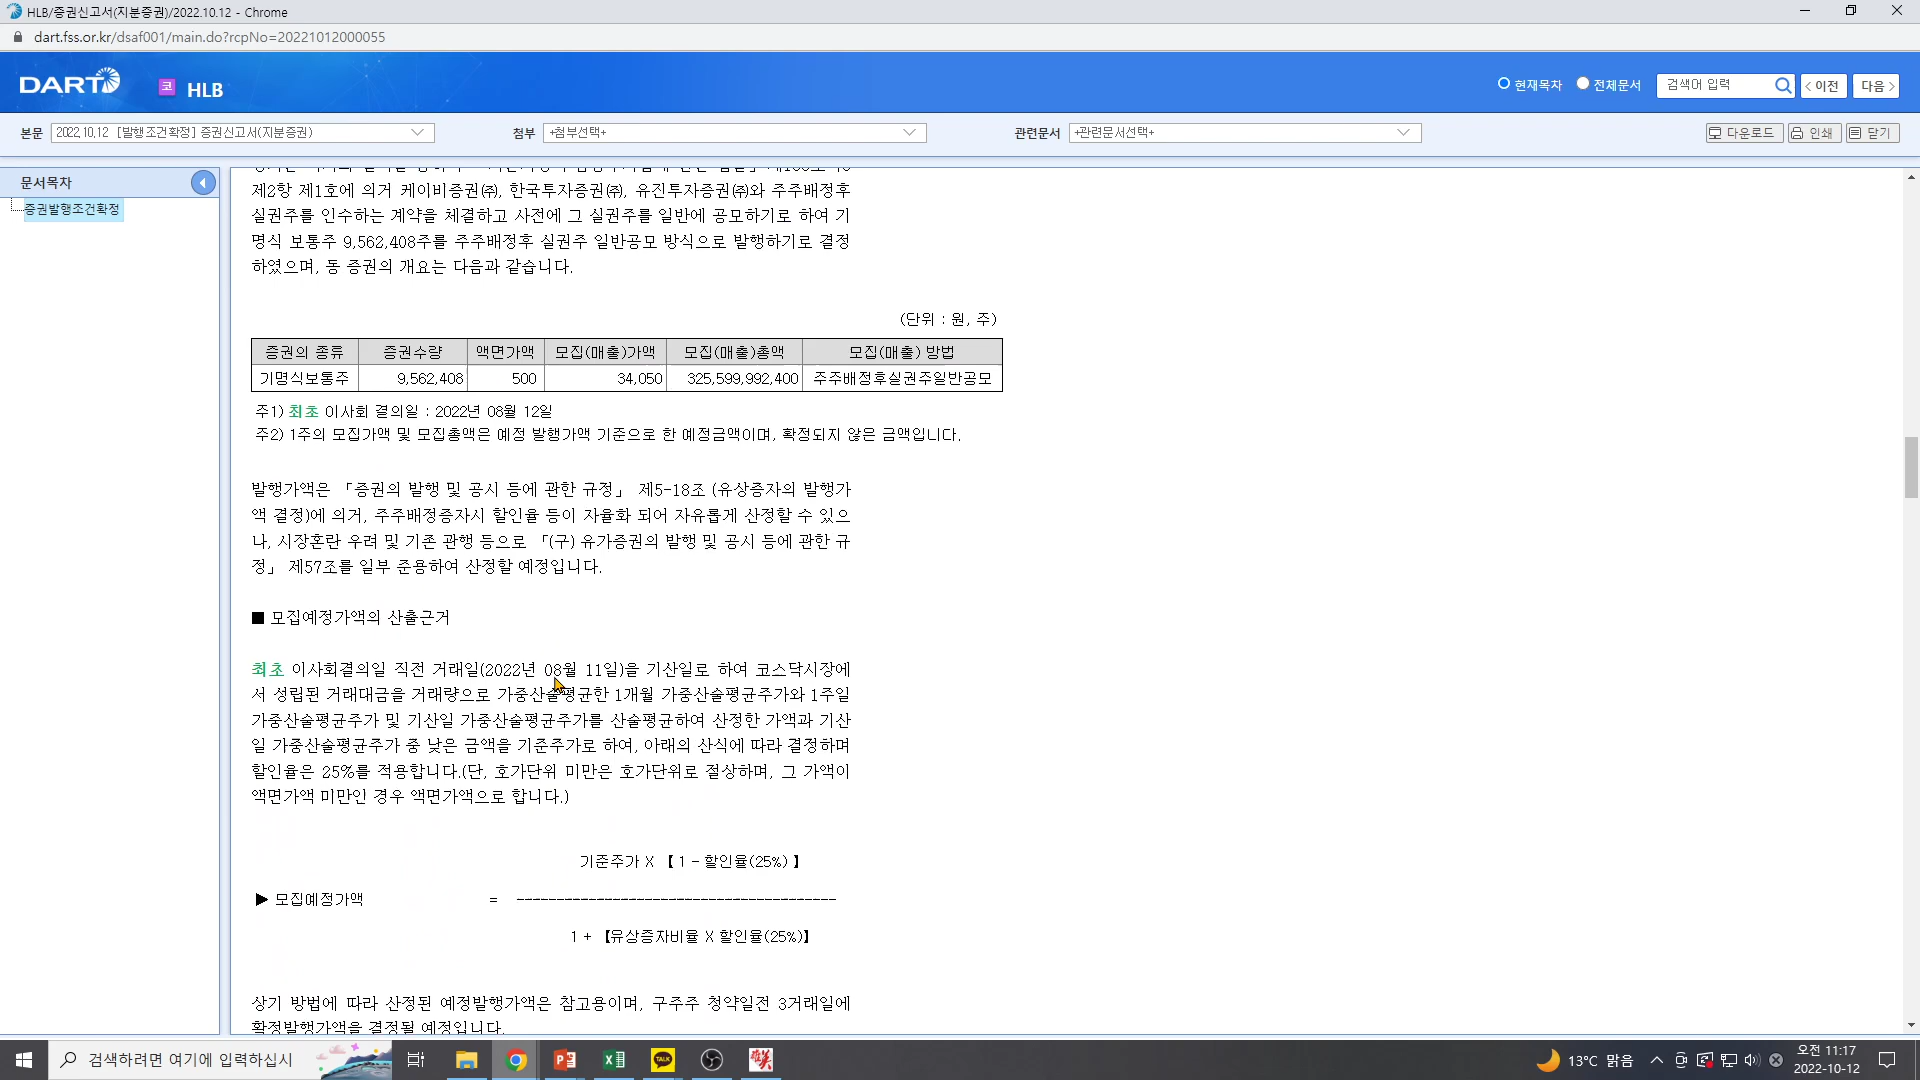 HLB/증권신고서(지분증권)/2022.10.12 - Chrome
dart.fss.or.kr/dsaf001/main.do?rcpNo=20221012000055
DART
코 HLB
현재목차 전체문서 검색어 입력 이전 다음
본문 2022.10.12 [발행조건확정] 증권신고서(지분증권) 첨부 +첨부선택+ 관련문서 +관련문서선택+ 다운로드 인쇄 닫기
문서목차
증권발행조건확정
제2항 제1호에 의거 케이비증권㈜, 한국투자증권㈜, 유진투자증권㈜와 주주배정후
실권주를 인수하는 계약을 체결하고 사전에 그 실권주를 일반에 공모하기로 하여 기
명식 보통주 9,562,408주를 주주배정후 실권주 일반공모 방식으로 발행하기로 결정
하였으며, 동 증권의 개요는 다음과 같습니다.
(단위 : 원, 주)
증권의 종류 증권수량 액면가액 모집(매출)가액 모집(매출)총액 모집(매출) 방법
기명식보통주 9,562,408 500 34,050 325,599,992,400 주주배정후실권주일반공모
주1) 최초 이사회 결의일 : 2022년 08월 12일
주2) 1주의 모집가액 및 모집총액은 예정 발행가액 기준으로 한 예정금액이며, 확정되지 않은 금액입니다.
발행가액은 「증권의 발행 및 공시 등에 관한 규정」 제5-18조 (유상증자의 발행가
액 결정)에 의거, 주주배정증자시 할인율 등이 자율화 되어 자유롭게 산정할 수 있으
나, 시장혼란 우려 및 기존 관행 등으로 「(구) 유가증권의 발행 및 공시 등에 관한 규
정」 제57조를 일부 준용하여 산정할 예정입니다.
■ 모집예정가액의 산출근거
최초 이사회결의일 직전 거래일(2022년 08월 11일)을 기산일로 하여 코스닥시장에
서 성립된 거래대금을 거래량으로 가중산술평균한 1개월 가중산술평균주가와 1주일
가중산술평균주가 및 기산일 가중산술평균주가를 산술평균하여 산정한 가액과 기산
일 가중산술평균주가 중 낮은 금액을 기준주가로 하여, 아래의 산식에 따라 결정하며
할인율은 25%를 적용합니다.(단, 호가단위 미만은 호가단위로 절상하며, 그 가액이
액면가액 미만인 경우 액면가액으로 합니다.)
기준주가 X 【 1 - 할인율(25%) 】
▶ 모집예정가액 = ----------------------------------------
1 + 【유상증자비율 X 할인율(25%)】
상기 방법에 따라 산정된 예정발행가액은 참고용이며, 구주주 청약일전 3거래일에
확정발행가액을 결정될 예정입니다.
검색하려면 여기에 입력하십시
TALK
13°C 맑음
오전 11:17
2022-10-12